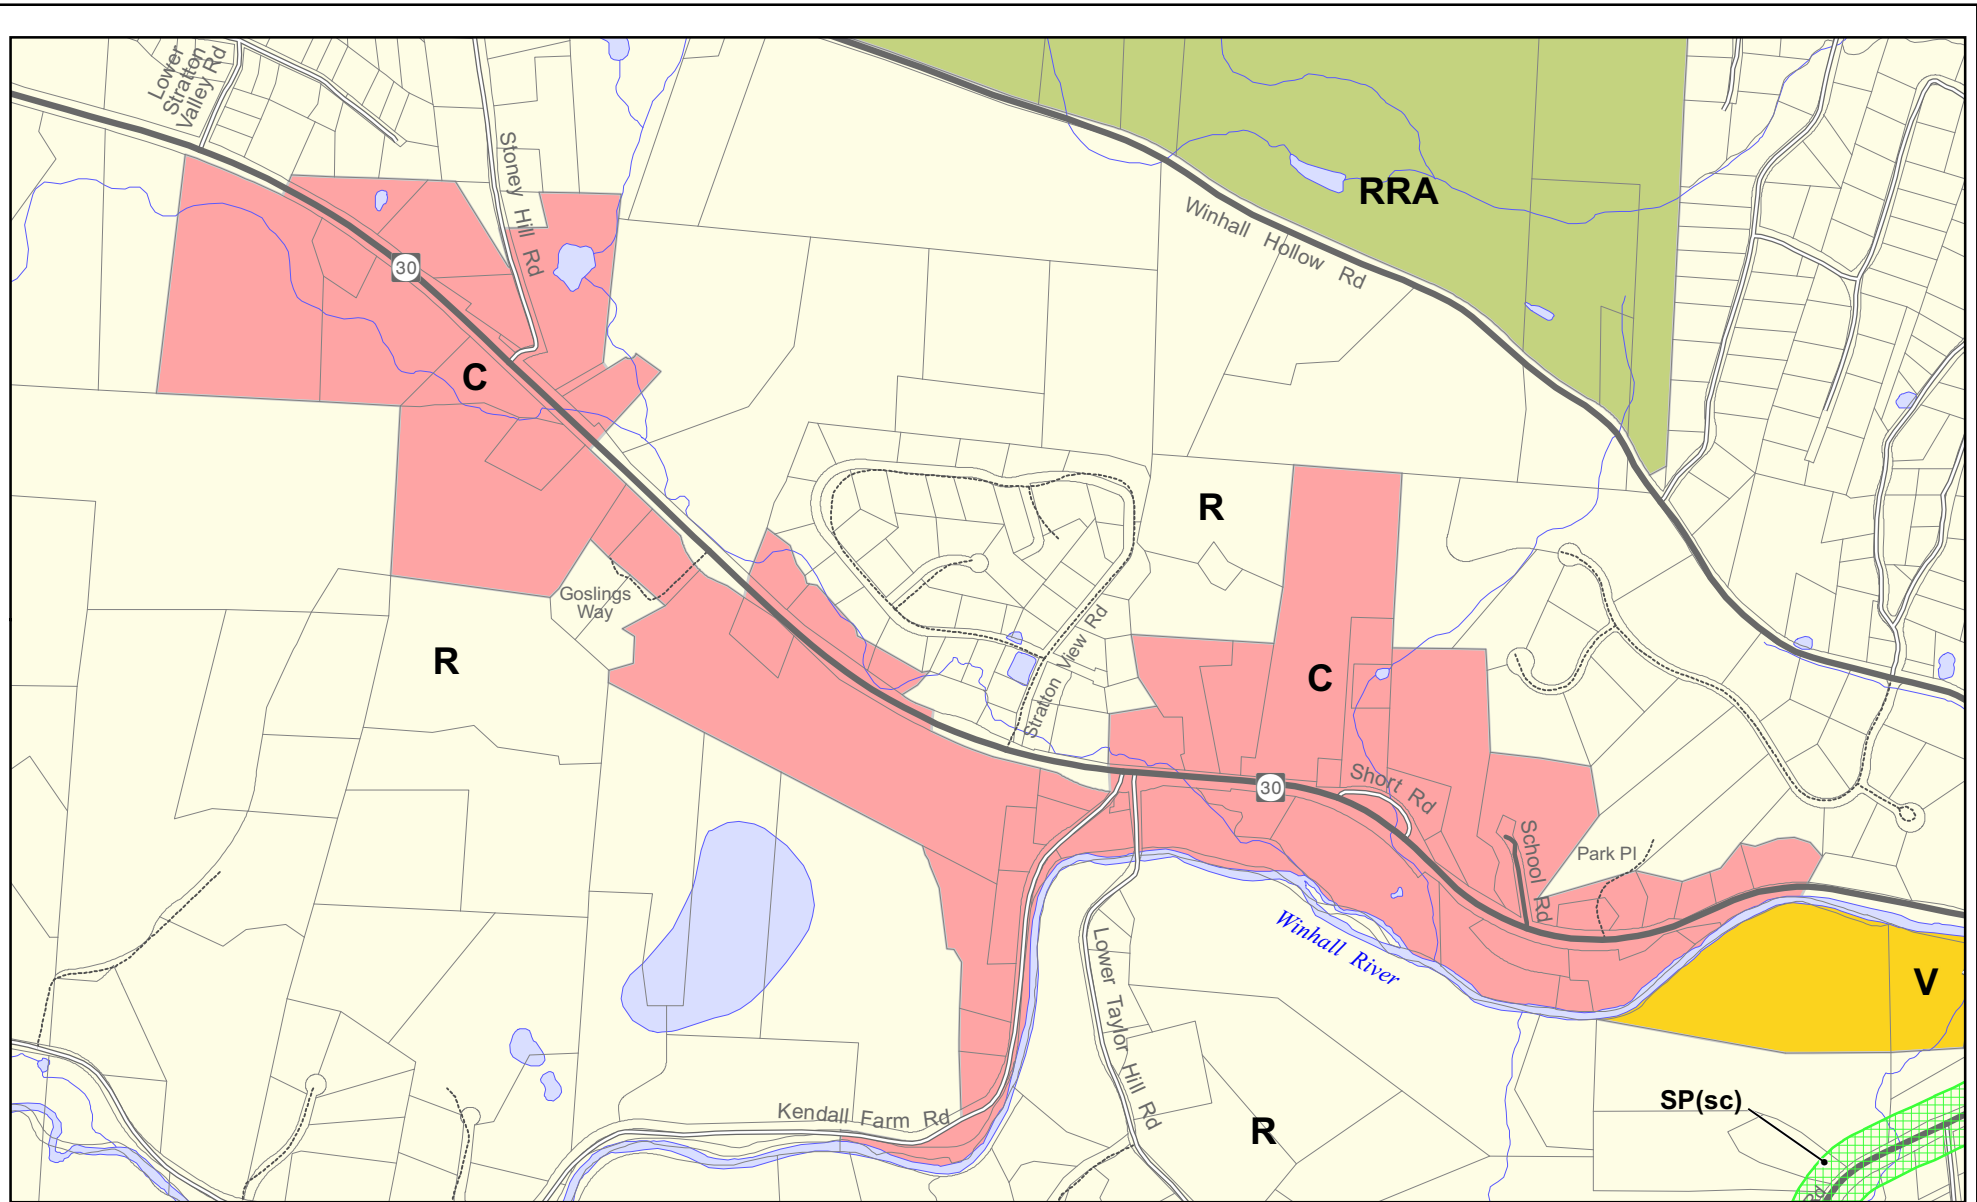 Lower
Stratton
Valley Rd
Stoney Hill Rd
RRA
Winhall Hollow Rd
30
C
R
Goslings
Way
R
Stratton View Rd
C
30
Short Rd
School Rd
Park Pl
Winhall River
V
Lower Taylor Hill Rd
Kendall Farm Rd
R
SP(sc)
Rd